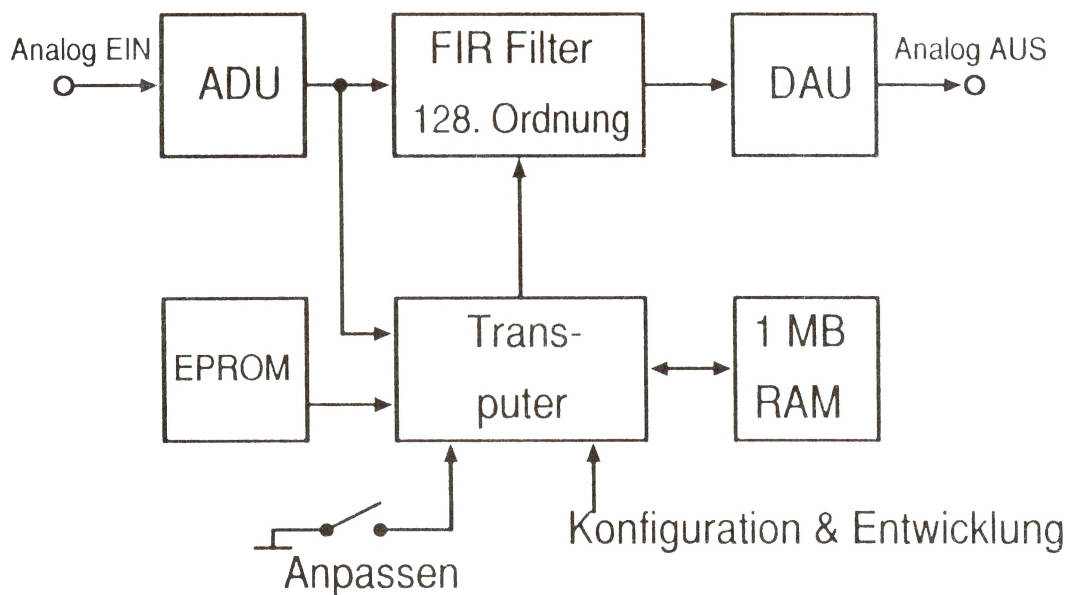 Analog EIN
ADU
FIR Filter
128. Ordnung
DAU
Analog AUS
EPROM
Trans-
puter
1 MB
RAM
Anpassen
Konfiguration & Entwicklung